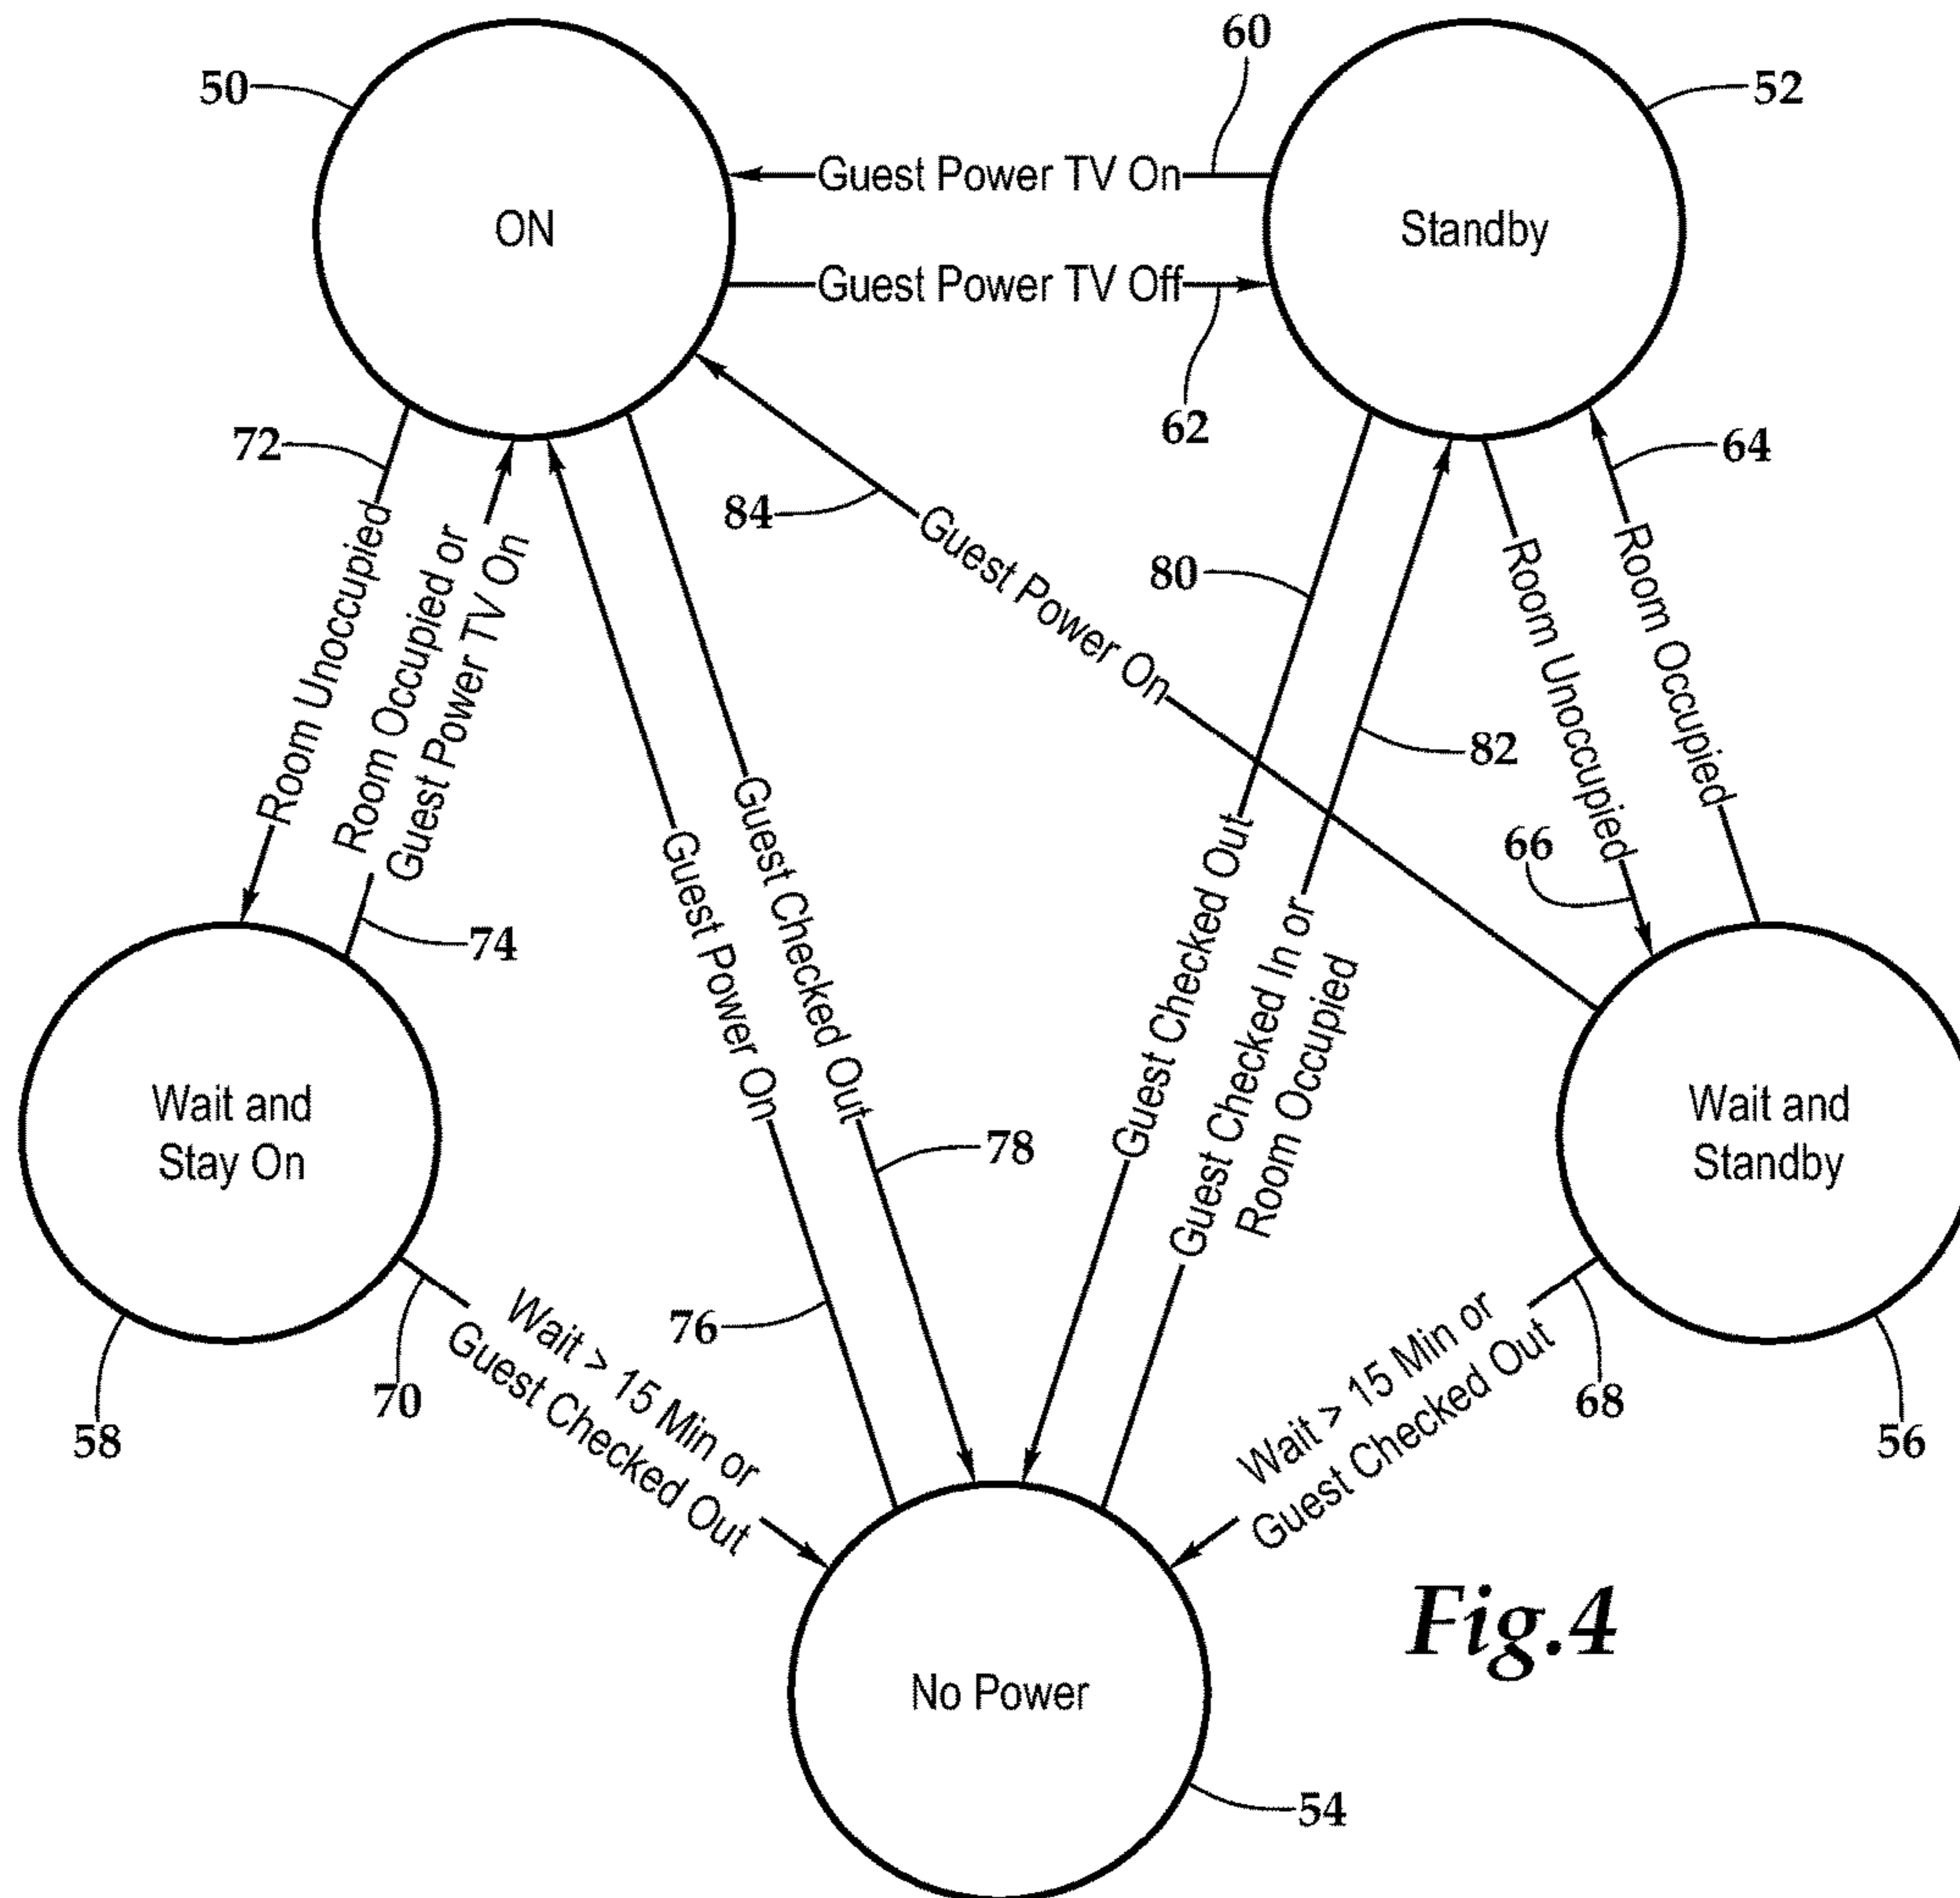 60
50
52
Guest Power TV On
ON
Standby
Guest Power TV Off
62
72
64
84
Guest Power On
80
Room Unoccupied
Room Occupied or
Guest Power TV On
Room Unoccupied
Room Occupied
82
66
74
Guest Power On
Guest Checked Out
Guest Checked Out
Guest Checked In or
Room Occupied
Wait and
Stay On
Wait and
Standby
78
76
70
Wait > 15 Min or
Guest Checked Out
Wait > 15 Min or
Guest Checked Out
68
58
56
Fig.4
No Power
54